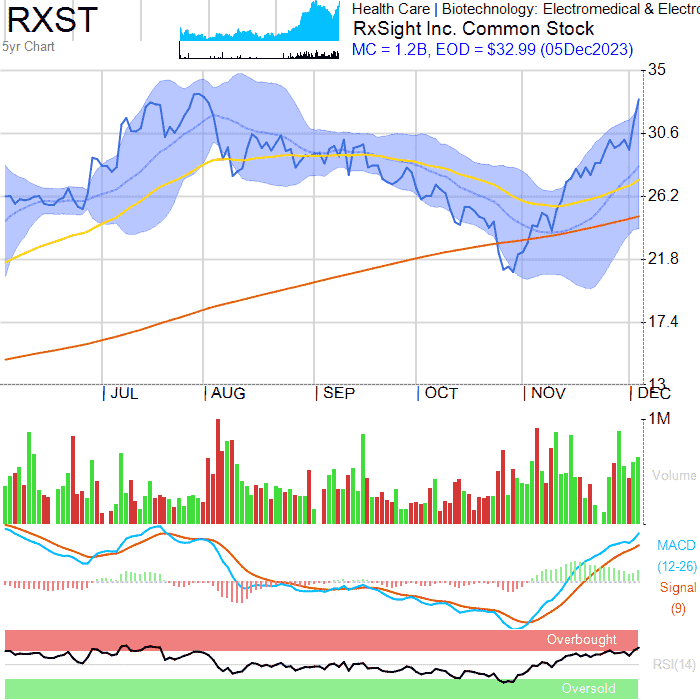 RXST
5yr Chart
Health Care | Biotechnology: Electromedical & Electro
RxSight Inc. Common Stock
MC = 1.2B, EOD = $32.99 (05Dec2023)
35
30.6
26.2
21.8
17.4
13
JUL AUG SEP OCT NOV DEC
1M
Volume
MACD
(12-26)
Signal
(9)
Overbought
RSI(14)
Oversold